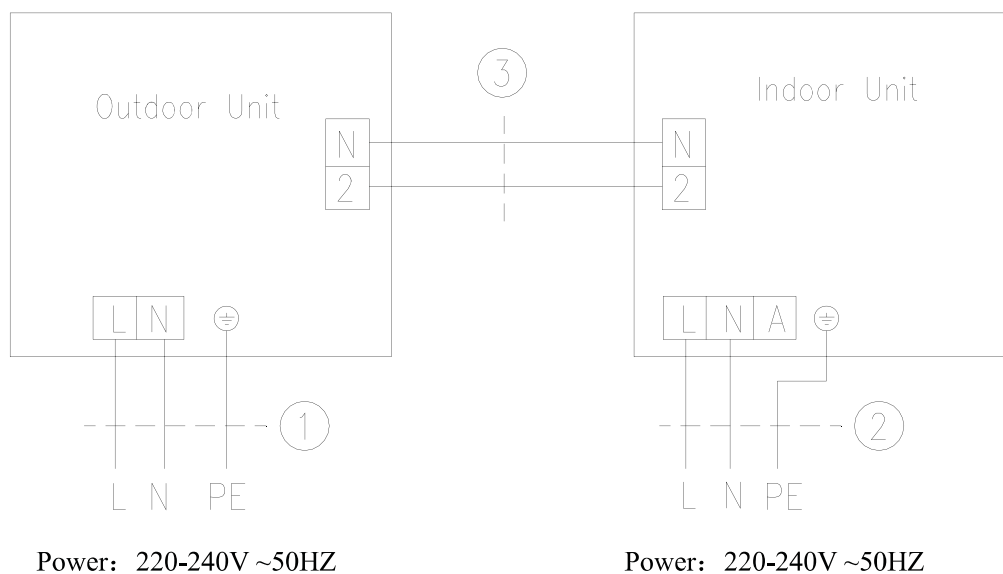 Outdoor Unit
N
2
L N
1
L N PE
Power: 220-240V ~50HZ
3
Indoor Unit
N
2
L N A
2
L N PE
Power: 220-240V ~50HZ